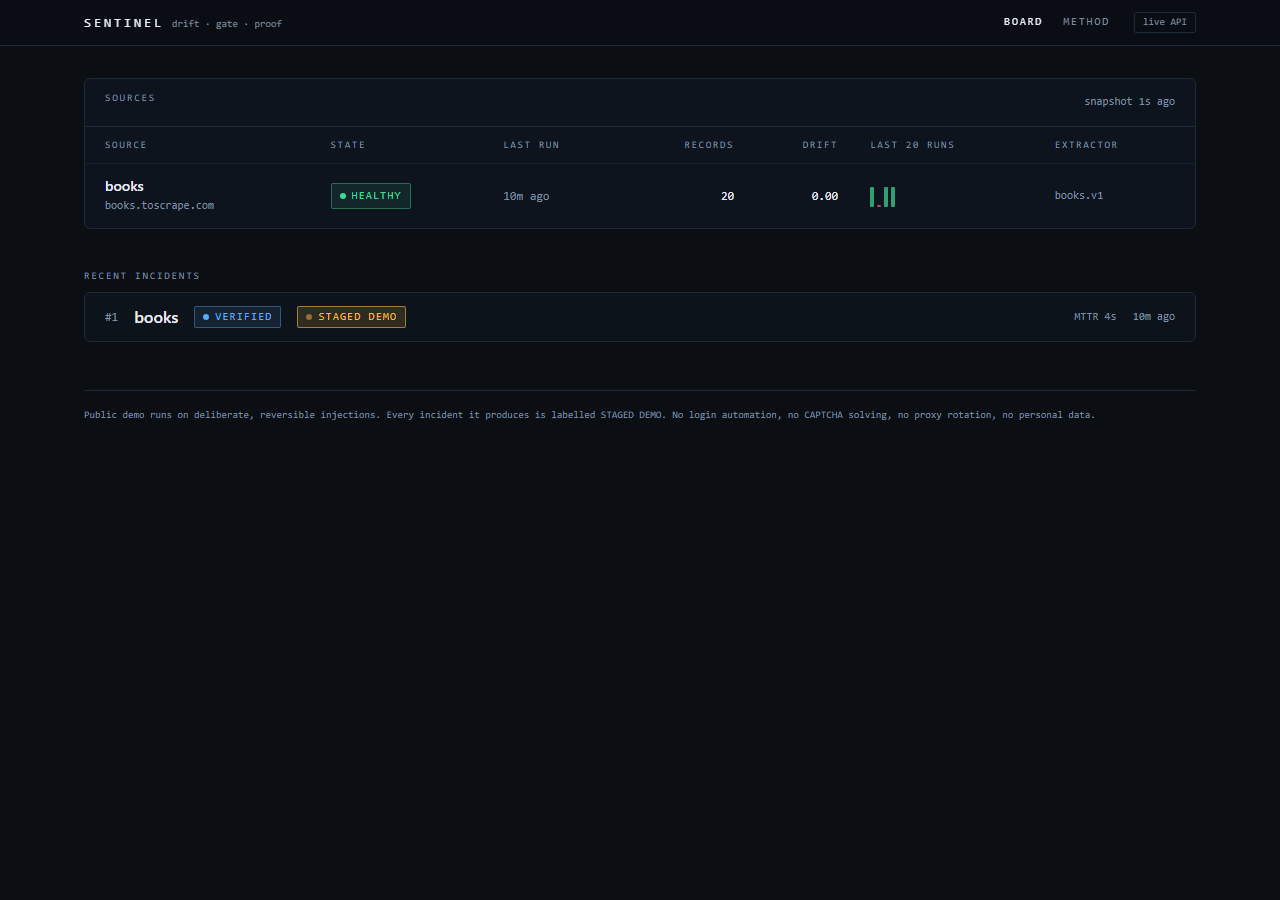 SENTINEL drift · gate · proof BOARD METHOD live API
SOURCES snapshot 1s ago
SOURCE STATE LAST RUN RECORDS DRIFT LAST 20 RUNS EXTRACTOR
books
books.toscrape.com HEALTHY 10m ago 20 0.00 books.v1
RECENT INCIDENTS
#1 books VERIFIED STAGED DEMO MTTR 4s 10m ago
Public demo runs on deliberate, reversible injections. Every incident it produces is labelled STAGED DEMO. No login automation, no CAPTCHA solving, no proxy rotation, no personal data.